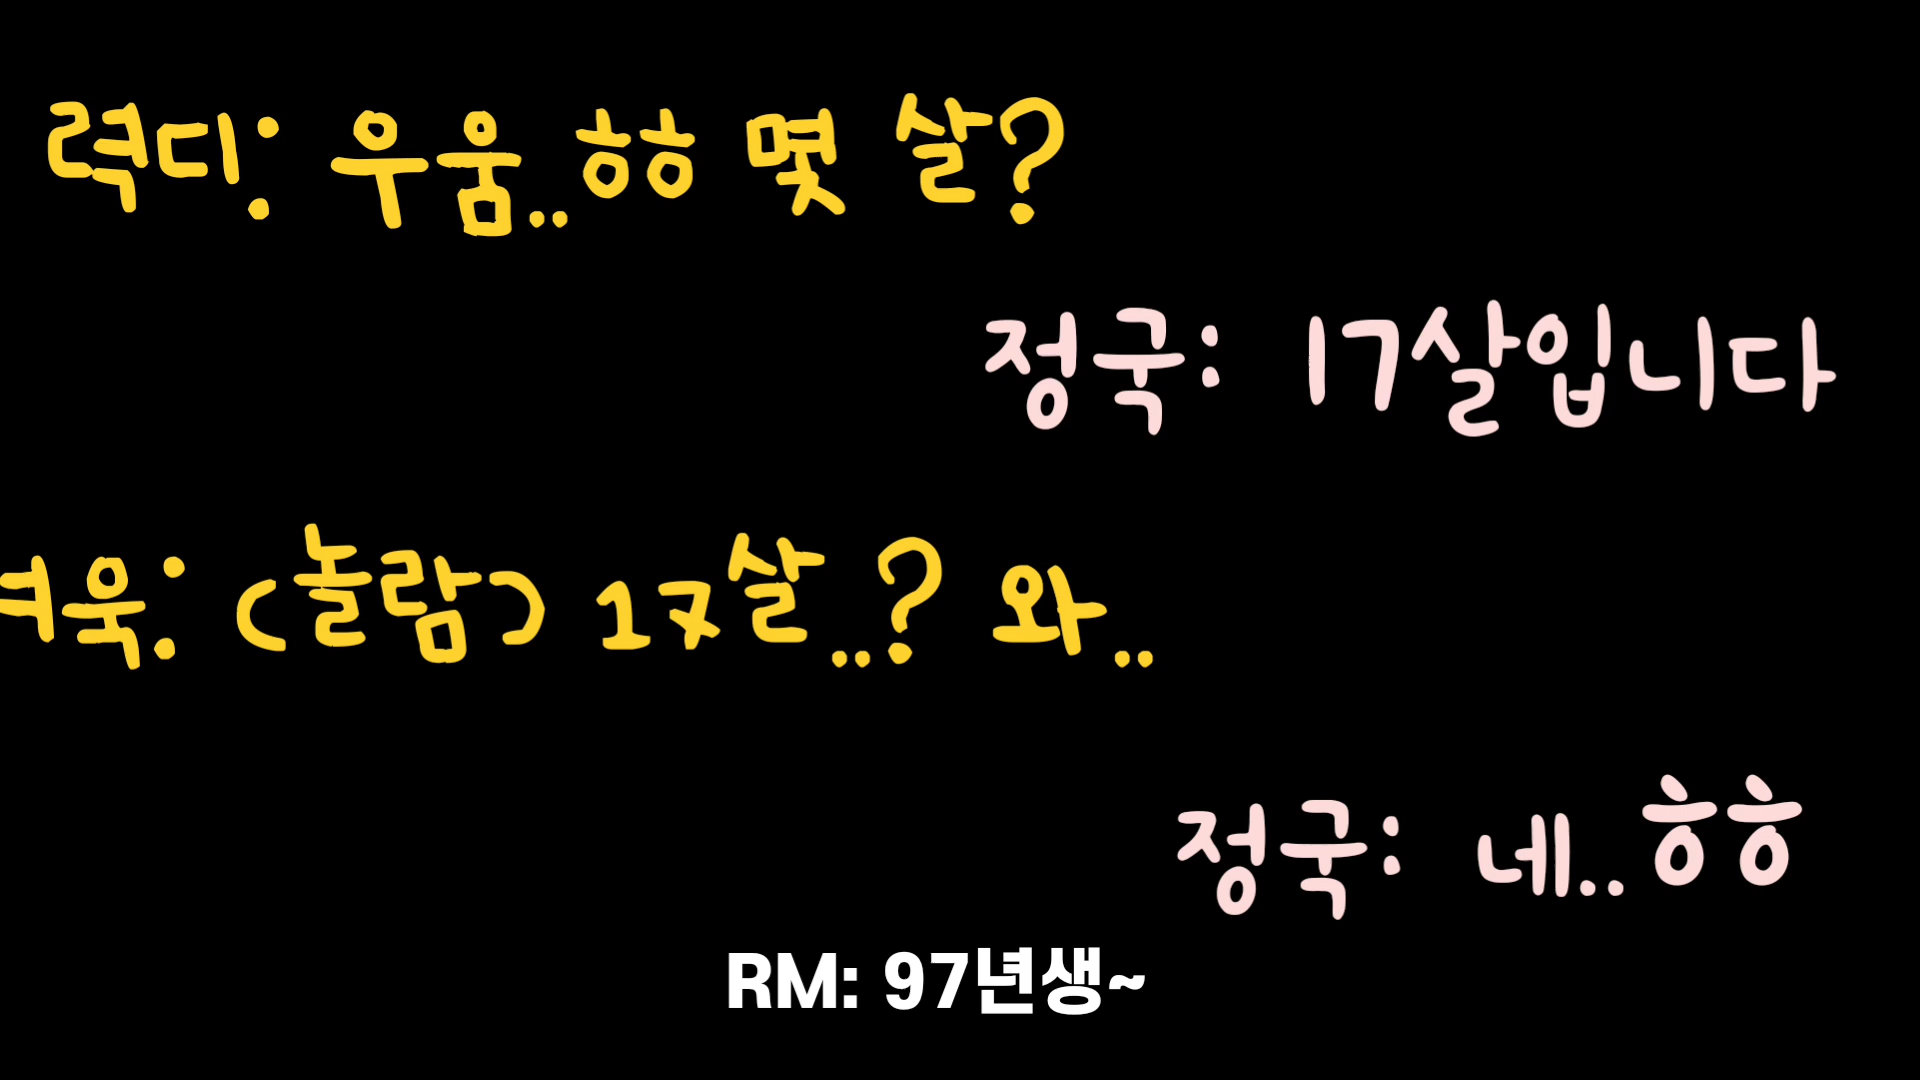 력디: 우움..ㅎㅎ 몇 살?
정국: 17살입니다
욱: (놀람) 17살..? 와..
정국: 네..ㅎㅎ
RM: 97년생~